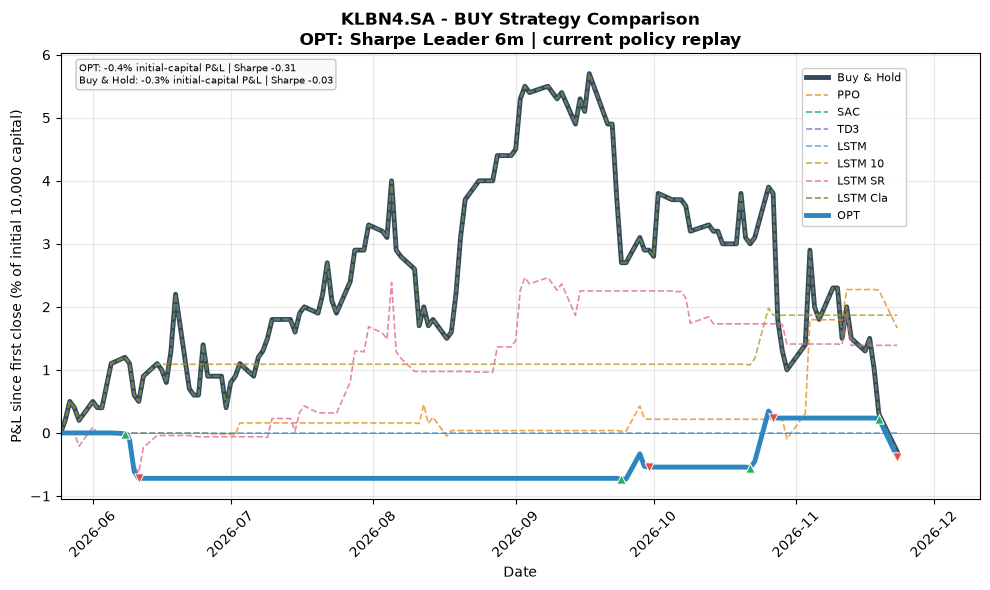 KLBN4.SA - BUY Strategy Comparison
OPT: Sharpe Leader 6m | current policy replay
OPT: -0.4% initial-capital P&L | Sharpe -0.31
Buy & Hold: -0.3% initial-capital P&L | Sharpe -0.03
Buy & Hold
PPO
SAC
TD3
LSTM
LSTM 10
LSTM SR
LSTM Cla
OPT
P&L since first close (% of initial 10,000 capital)
6
5
4
3
2
1
0
−1
2026-06
2026-07
2026-08
2026-09
2026-10
2026-11
2026-12
Date